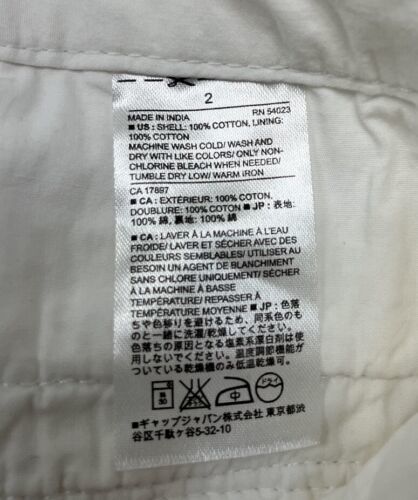 2
MADE IN INDIA RN 54023
■ US : SHELL: 100% COTTON, LINING:
100% COTTON
MACHINE WASH COLD/ WASH AND
DRY WITH LIKE COLORS/ ONLY NON-
CHLORINE BLEACH WHEN NEEDED/
TUMBLE DRY LOW/ WARM IRON
CA 17897
■ CA : EXTÉRIEUR: 100% COTON,
DOUBLURE: 100% COTON ■ JP : 表地:
100% 綿, 裏地: 100% 綿
■ CA : LAVER À LA MACHINE À L'EAU
FROIDE/ LAVER ET SÉCHER AVEC DES
COULEURS SEMBLABLES/ UTILISER AU
BESOIN UN AGENT DE BLANCHIMENT
SANS CHLORE UNIQUEMENT/ SÉCHER
À LA MACHINE À BASSE
TEMPÉRATURE/ REPASSER À
TEMPÉRATURE MOYENNE ■ JP : 色落
ちや色移りを避けるため、同系色のも
のと一緒に洗濯/乾燥してください。
色落ちの原因となる塩素系漂白剤は使
わないでください。温度調節機能がつ
いている乾燥機のみ低温乾燥可能。
30
ドライ
■ ギャップジャパン株式会社 東京都渋
谷区千駄ヶ谷5-32-10